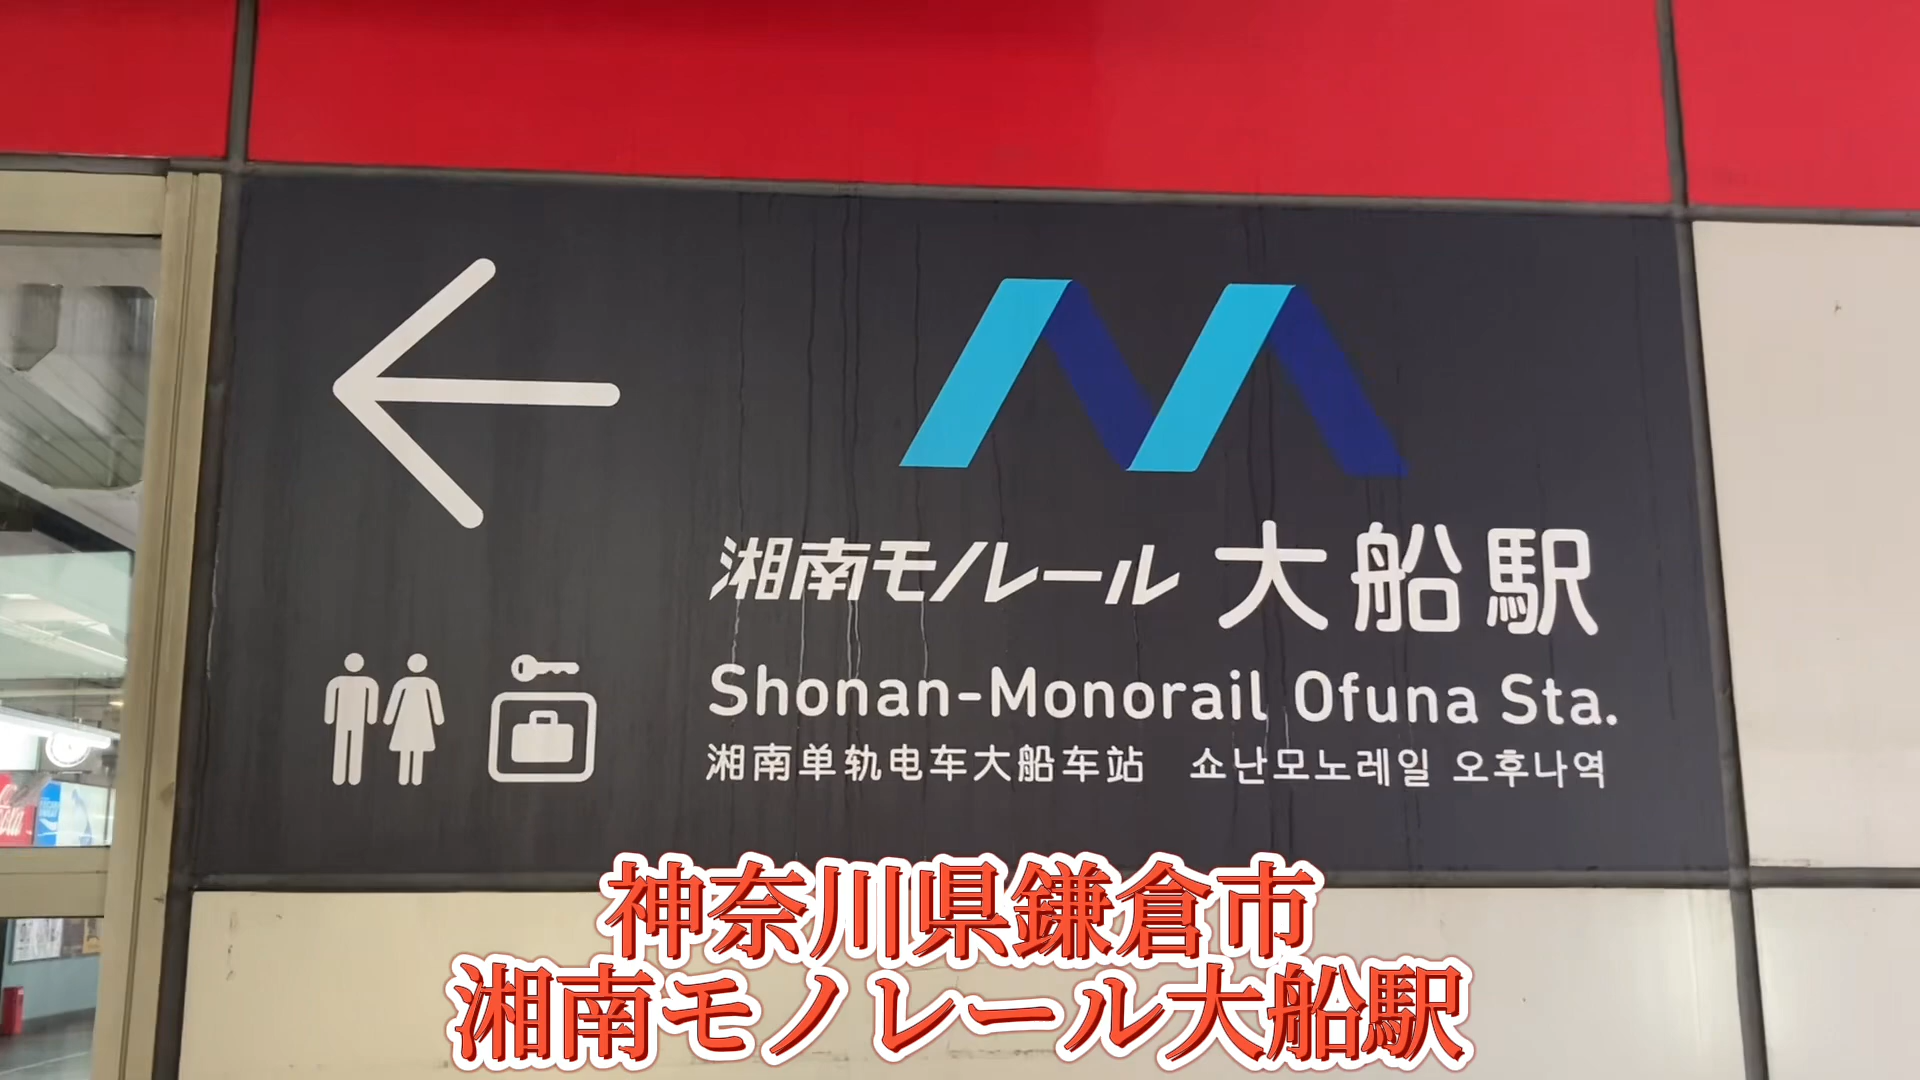 湘南モノレール 大船駅
Shonan-Monorail Ofuna Sta.
湘南单轨电车大船车站 쇼난모노레일 오후나역
神奈川県鎌倉市
湘南モノレール大船駅